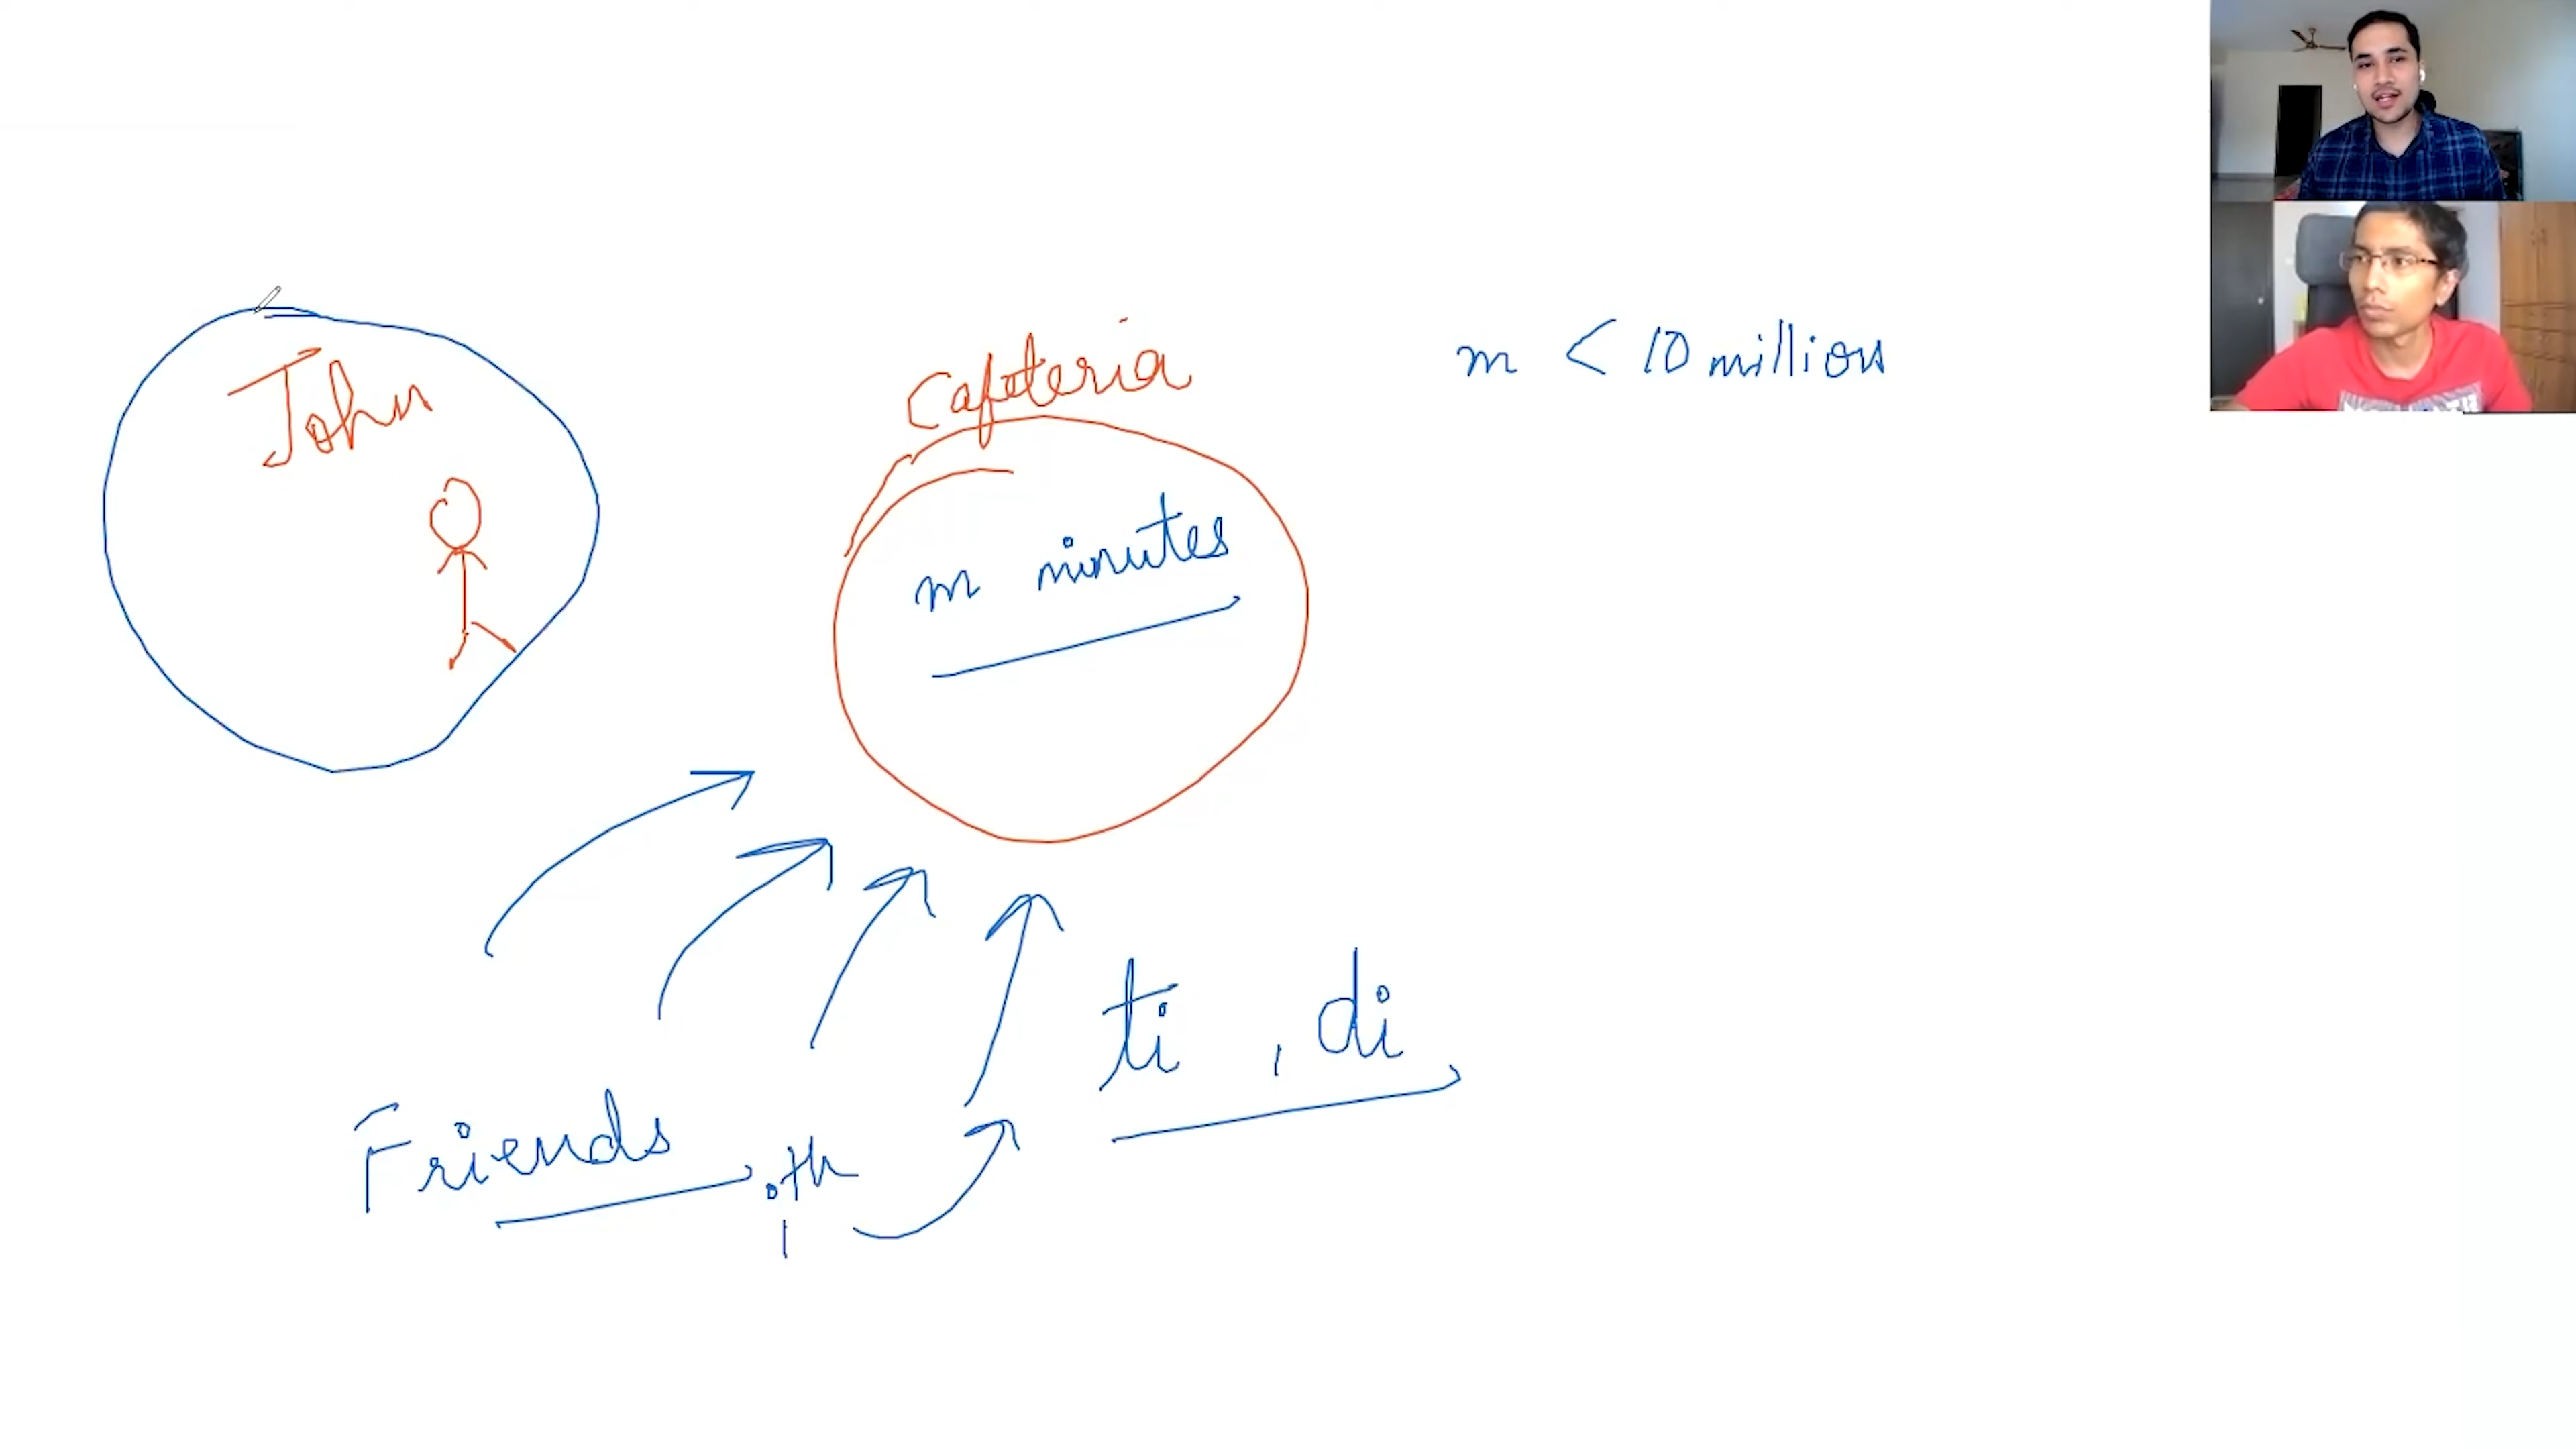 John
Cafeteria
m < 10 million
m minutes
ti , di
Friends
ith